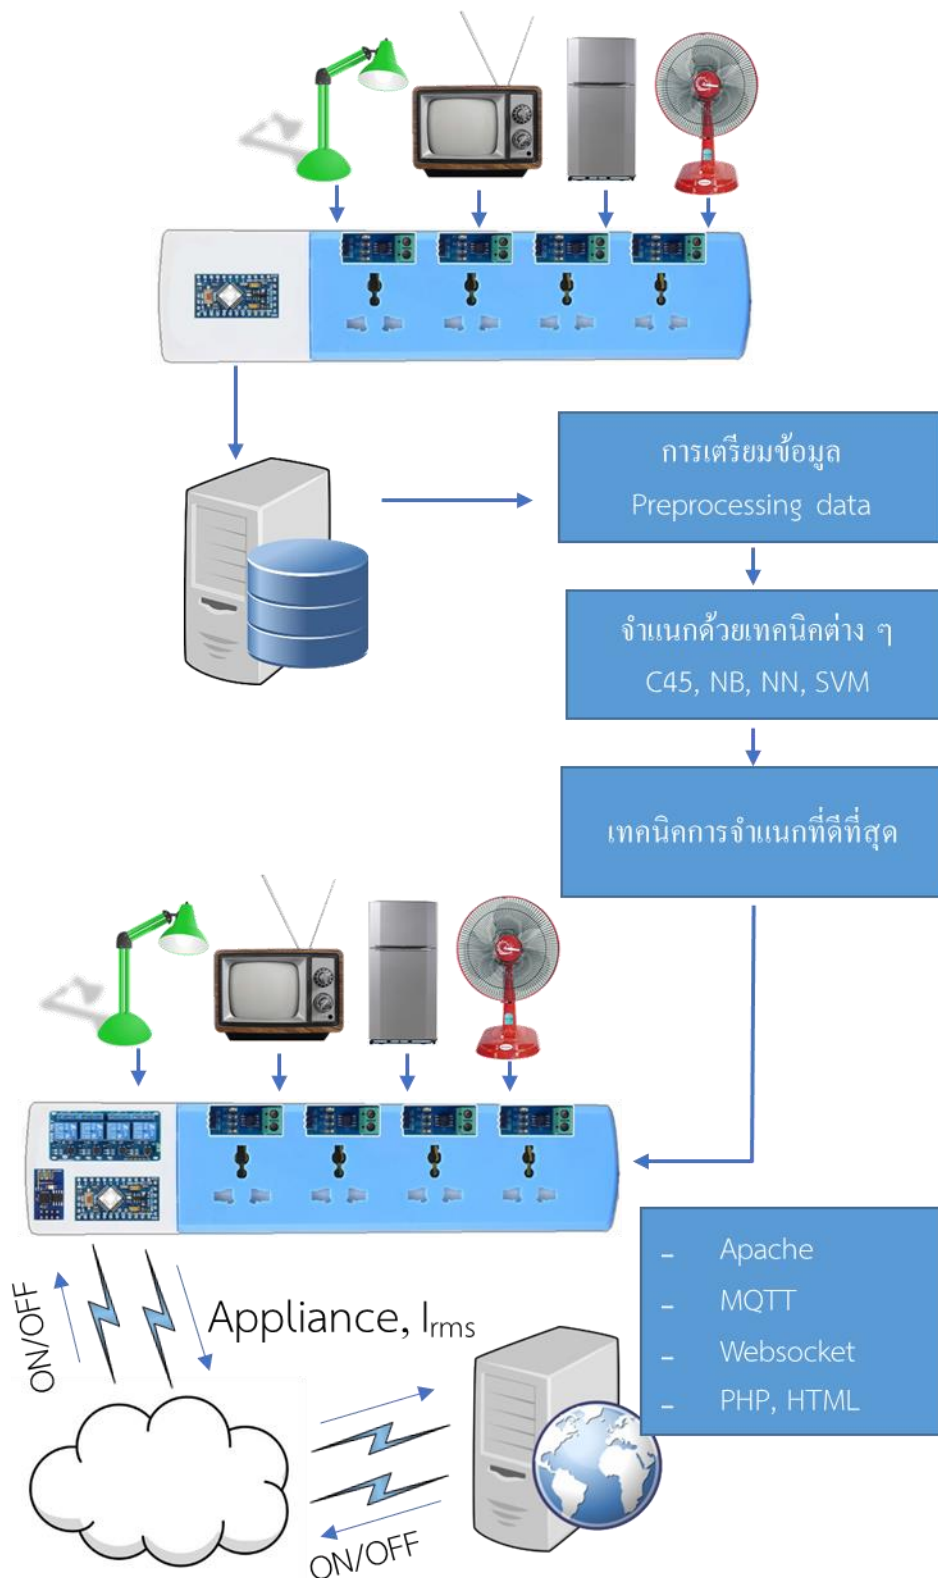 การเตรียมข้อมูล
Preprocessing data
จำแนกด้วยเทคนิคต่าง ๆ
C45, NB, NN, SVM
เทคนิคการจำแนกที่ดีที่สุด
ON/OFF
Appliance, Irms
- Apache
- MQTT
- Websocket
- PHP, HTML
ON/OFF